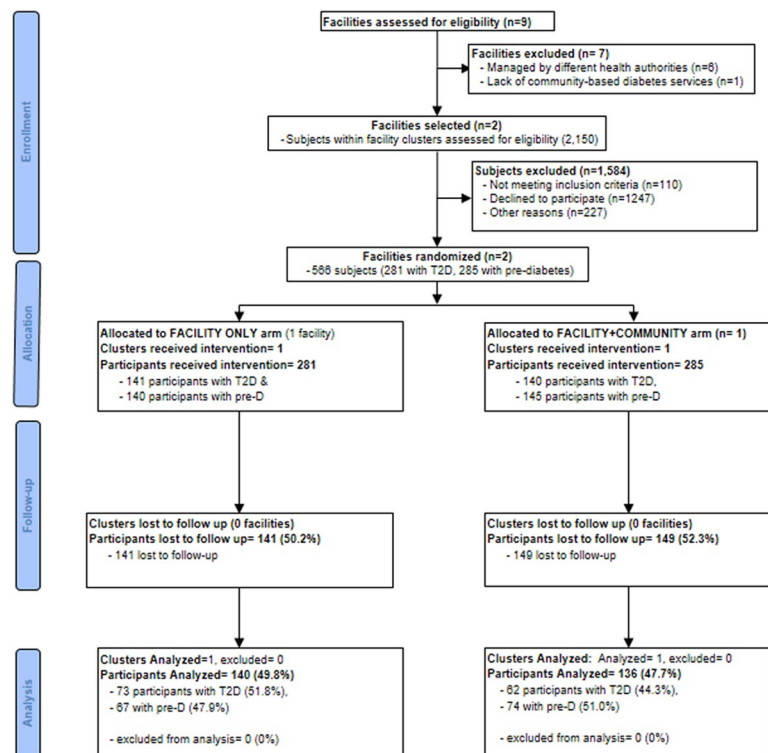 Facilities assessed for eligibility (n=9)
Facilities excluded (n= 7)
- Managed by different health authorities (n=6)
- Lack of community-based diabetes services (n=1)
Enrollment
Facilities selected (n=2)
- Subjects within facility clusters assessed for eligibility (2,150)
Subjects excluded (n=1,584)
- Not meeting inclusion criteria (n=110)
- Declined to participate (n=1247)
- Other reasons (n=227)
Facilities randomized (n=2)
- 566 subjects (281 with T2D, 285 with pre-diabetes)
Allocation
Allocated to FACILITY ONLY arm (1 facility)
Clusters received intervention= 1
Participants received intervention= 281
- 141 participants with T2D &
- 140 participants with pre-D
Allocated to FACILITY+COMMUNITY arm (n= 1)
Clusters received intervention= 1
Participants received intervention= 285
- 140 participants with T2D,
- 145 participants with pre-D
Follow-up
Clusters lost to follow up (0 facilities)
Participants lost to follow up= 141 (50.2%)
- 141 lost to follow-up
Clusters lost to follow up (0 facilities)
Participants lost to follow up= 149 (52.3%)
- 149 lost to follow-up
Analysis
Clusters Analyzed=1, excluded= 0
Participants Analyzed= 140 (49.8%)
- 73 participants with T2D (51.8%),
- 67 with pre-D (47.9%)
- excluded from analysis= 0 (0%)
Clusters Analyzed: Analyzed= 1, excluded= 0
Participants Analyzed= 136 (47.7%)
- 62 participants with T2D (44.3%),
- 74 with pre-D (51.0%)
- excluded from analysis= 0 (0%)